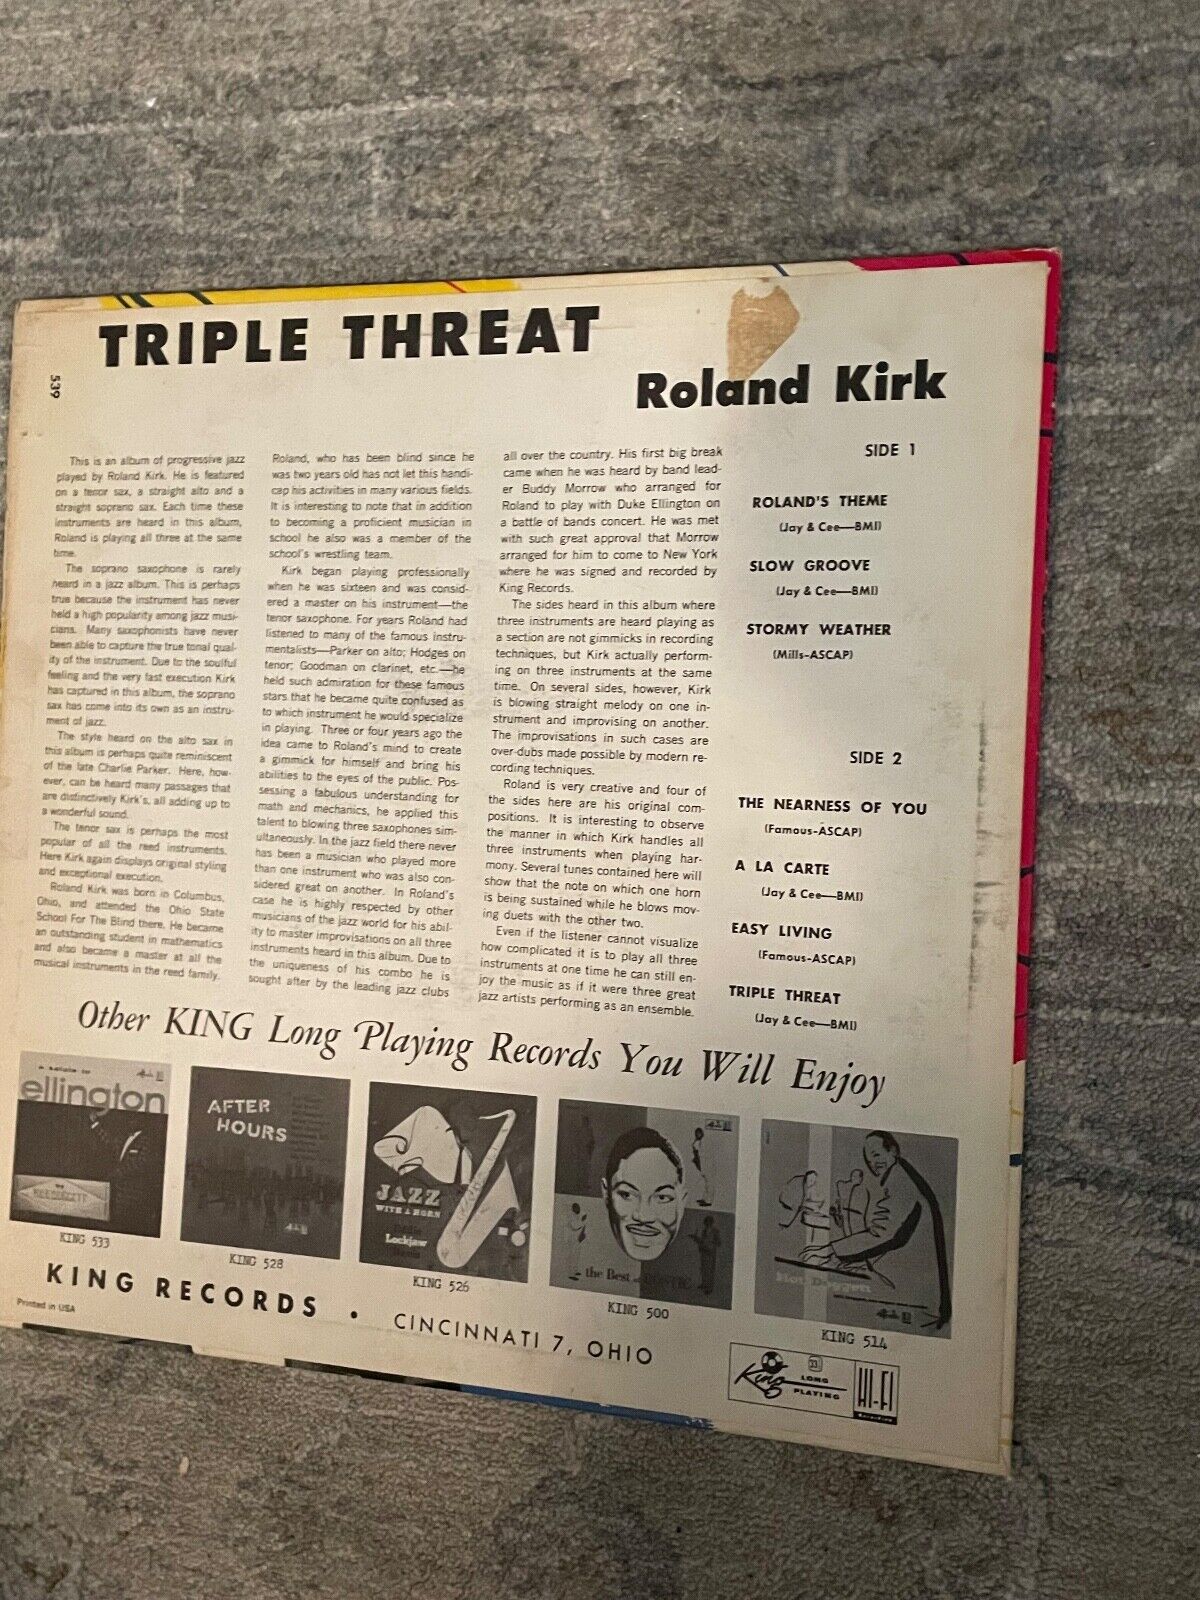 TRIPLE THREAT
Roland Kirk
539
This is an album of progressive jazz
played by Roland Kirk. He is featured
on a tenor sax, a straight alto and a
straight soprano sax. Each time these
instruments are heard in this album,
Roland is playing all three at the same
time.
The soprano saxophone is rarely
heard in a jazz album. This is perhaps
true because the instrument has never
held a high popularity among jazz musi-
cians. Many saxophonists have never
been able to capture the true tonal qual-
ity of the instrument. Due to the soulful
feeling and the very fast execution Kirk
has captured in this album, the soprano
sax has come into its own as an instru-
ment of jazz.
The style heard on the alto sax in
this album is perhaps quite reminiscent
of the late Charlie Parker. Here, how-
ever, can be heard many passages that
are distinctively Kirk's, all adding up to
a wonderful sound.
The tenor sax is perhaps the most
popular of all the reed instruments.
Here Kirk again displays original styling
and exceptional execution.
Roland Kirk was born in Columbus,
Ohio, and attended the Ohio State
School For The Blind there. He became
an outstanding student in mathematics
and also became a master at all the
musical instruments in the reed family.
Roland, who has been blind since he
was two years old has not let this handi-
cap his activities in many various fields.
It is interesting to note that in addition
to becoming a proficient musician in
school he also was a member of the
school's wrestling team.
Kirk began playing professionally
when he was sixteen and was consid-
ered a master on his instrument—the
tenor saxophone. For years Roland had
listened to many of the famous instru-
mentalists—Parker on alto; Hodges on
tenor; Goodman on clarinet, etc.—he
held such admiration for these famous
stars that he became quite confused as
to which instrument he would specialize
in playing. Three or four years ago the
idea came to Roland's mind to create
a gimmick for himself and bring his
abilities to the eyes of the public. Pos-
sessing a fabulous understanding for
math and mechanics, he applied this
talent to blowing three saxophones sim-
ultaneously. In the jazz field there never
has been a musician who played more
than one instrument who was also con-
sidered great on another. In Roland's
case he is highly respected by other
musicians of the jazz world for his abil-
ity to master improvisations on all three
instruments heard in this album. Due to
the uniqueness of his combo he is
sought after by the leading jazz clubs
all over the country. His first big break
came when he was heard by band lead-
er Buddy Morrow who arranged for
Roland to play with Duke Ellington on
a battle of bands concert. He was met
with such great approval that Morrow
arranged for him to come to New York
where he was signed and recorded by
King Records.
The sides heard in this album where
three instruments are heard playing as
a section are not gimmicks in recording
techniques, but Kirk actually perform-
ing on three instruments at the same
time. On several sides, however, Kirk
is blowing straight melody on one in-
strument and improvising on another.
The improvisations in such cases are
over-dubs made possible by modern re-
cording techniques.
Roland is very creative and four of
the sides here are his original com-
positions. It is interesting to observe
the manner in which Kirk handles all
three instruments when playing har-
mony. Several tunes contained here will
show that the note on which one horn
is being sustained while he blows mov-
ing duets with the other two.
Even if the listener cannot visualize
how complicated it is to play all three
instruments at one time he can still en-
joy the music as if it were three great
jazz artists performing as an ensemble.
SIDE 1
ROLAND'S THEME
(Jay & Cee—BMI)
SLOW GROOVE
(Jay & Cee—BMI)
STORMY WEATHER
(Mills-ASCAP)
SIDE 2
THE NEARNESS OF YOU
(Famous-ASCAP)
A LA CARTE
(Jay & Cee—BMI)
EASY LIVING
(Famous-ASCAP)
TRIPLE THREAT
(Jay & Cee—BMI)
Other KING Long Playing Records You Will Enjoy
a salute to
ellington
AFTER
HOURS
JAZZ
WITH A HORN
Lockjaw
the Best of
KING 533
KING 528
KING 526
KING 500
KING 514
KING RECORDS • CINCINNATI 7, OHIO
Printed in USA
King
33
LONG
PLAYING
HI-FI